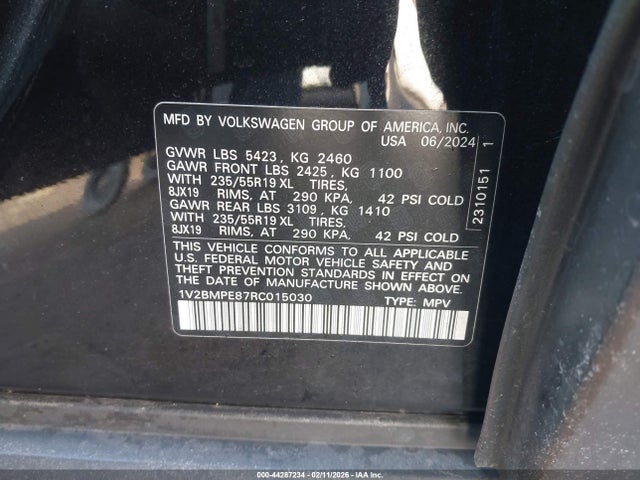 MFD BY VOLKSWAGEN GROUP OF AMERICA, INC.
USA 06/2024
GVWR LBS 5423, KG 2460
GAWR FRONT LBS 2425, KG 1100
WITH 235/55R19 XL TIRES,
8JX19 RIMS, AT 290 KPA, 42 PSI COLD
GAWR REAR LBS 3109, KG 1410
WITH 235/55R19 XL TIRES,
8JX19 RIMS, AT 290 KPA, 42 PSI COLD
THIS VEHICLE CONFORMS TO ALL APPLICABLE
U.S. FEDERAL MOTOR VEHICLE SAFETY AND
THEFT PREVENTION STANDARDS IN EFFECT ON
THE DATE OF MANUFACTURE SHOWN ABOVE.
1V2BMPE87RC015030 TYPE: MPV
2310151 1
000-44287234 - 02/11/2026 - IAA Inc.